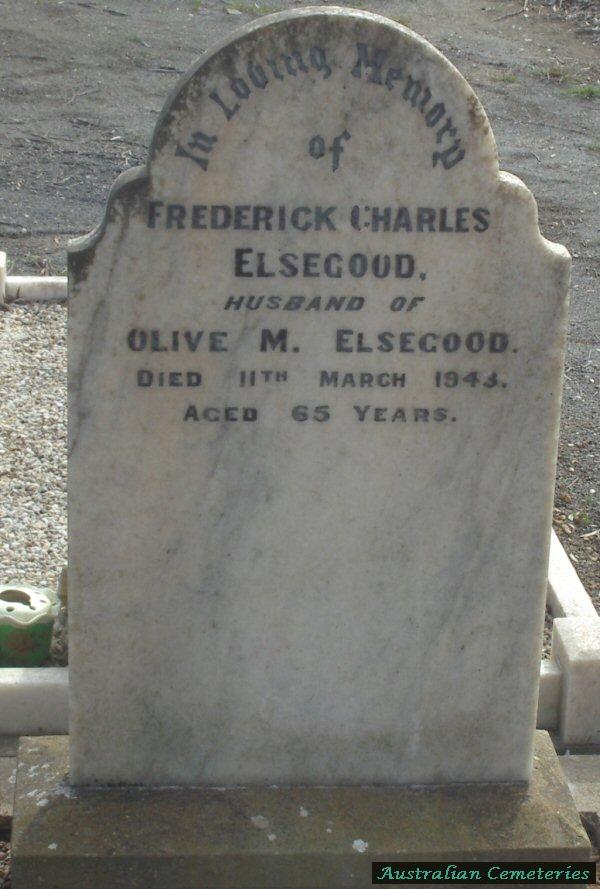 In Loving Memory
of
FREDERICK CHARLES
ELSEGOOD,
HUSBAND OF
OLIVE M. ELSEGOOD.
DIED 11TH MARCH 1943.
AGED 65 YEARS.
Australian Cemeteries